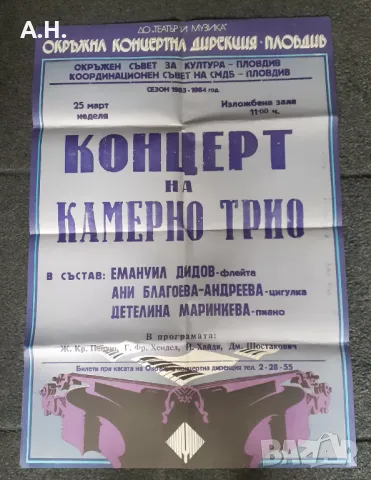 А.Н.
ДО „ТЕАТЪР И МУЗИКА"
ОКРЪЖНА КОНЦЕРТНА ДИРЕКЦИЯ · ПЛОВДИВ
ОКРЪЖЕН СЪВЕТ ЗА КУЛТУРА – ПЛОВДИВ
КООРДИНАЦИОНЕН СЪВЕТ НА СМДБ – ПЛОВДИВ
СЕЗОН 1983–1984 ГОД.
25 март
неделя
Изложбена зала
11·00 ч.
КОНЦЕРТ
НА
КАМЕРНО ТРИО
В СЪСТАВ: ЕМАНУИЛ ДИДОВ-флейта
АНИ БЛАГОЕВА-АНДРЕЕВА-цигулка
ДЕТЕЛИНА МАРИНКЕВА-пиано
В програмата:
Ж. Кр. Г. Фр. Хендел, Й. Хайдн, Дм. Шостакович
Билети при касата на Окръжна концертна дирекция тел. 2-28-55
BAZAR